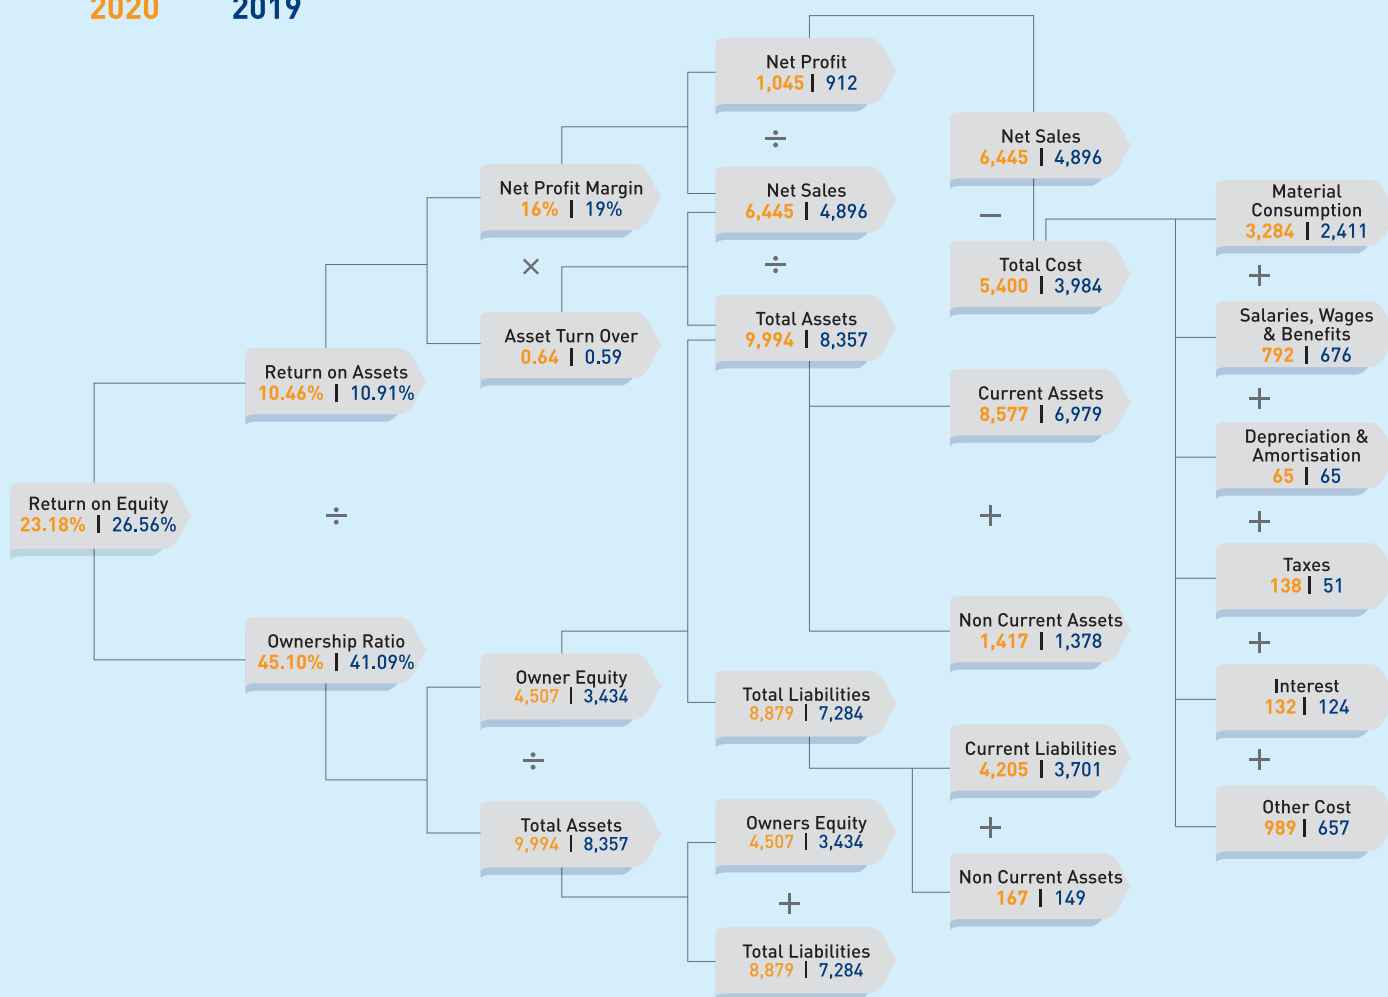 2020 2019
Net Profit
1,045 | 912
÷
Net Sales
6,445 | 4,896
÷
Total Assets
9,994 | 8,357
Net Profit Margin
16% | 19%
×
Asset Turn Over
0.64 | 0.59
Return on Assets
10.46% | 10.91%
÷
Return on Equity
23.18% | 26.56%
Ownership Ratio
45.10% | 41.09%
Owner Equity
4,507 | 3,434
÷
Total Assets
9,994 | 8,357
Total Liabilities
8,879 | 7,284
Owners Equity
4,507 | 3,434
+
Total Liabilities
8,879 | 7,284
Net Sales
6,445 | 4,896
−
Total Cost
5,400 | 3,984
Current Assets
8,577 | 6,979
+
Non Current Assets
1,417 | 1,378
Current Liabilities
4,205 | 3,701
+
Non Current Assets
167 | 149
Material
Consumption
3,284 | 2,411
+
Salaries, Wages
& Benefits
792 | 676
+
Depreciation &
Amortisation
65 | 65
+
Taxes
138 | 51
+
Interest
132 | 124
+
Other Cost
989 | 657